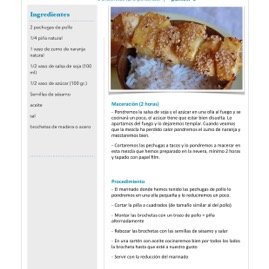 Ingredientes
2 pechugas de pollo
1/4 piña natural
1 vaso de zumo de naranja
natural
1/2 vaso de salsa de soja (100
ml)
1/2 vaso de azúcar (100 gr.)
Semillas de sésamo
aceite
sal
brochetas de madera o acero
Maceración (2 horas)
- Pondremos la salsa de soja y el azúcar en una olla al fuego y se
cocinará un poco, el azúcar tiene que estar bien disuelta. Lo
apartamos del fuego y lo dejaremos templar. Cuando veamos
que la mezcla ha perdido calor pondremos el zumo de naranja y
mezclaremos bien.
- Cortaremos las pechugas a tacos y la pondremos a macerar en
esta mezcla que hemos preparado en la nevera, mínimo 2 horas
y tapado con papel film.
Procedimiento
- El marinado donde hemos tenido las pechugas de pollo lo
pondremos en una olla pequeña y lo reduciremos un poco.
- Cortar la piña a cuadrados (de tamaño similar al del pollo)
- Montar las brochetas con un trozo de pollo + piña
alternadamente
- Rebozar las brochetas con las semillas de sésamo y salar
- En una sartén con aceite cocinaremos bien por todos los lados
la brocheta hasta que esté a nuestro gusto.
- Servir con la reducción del marinado